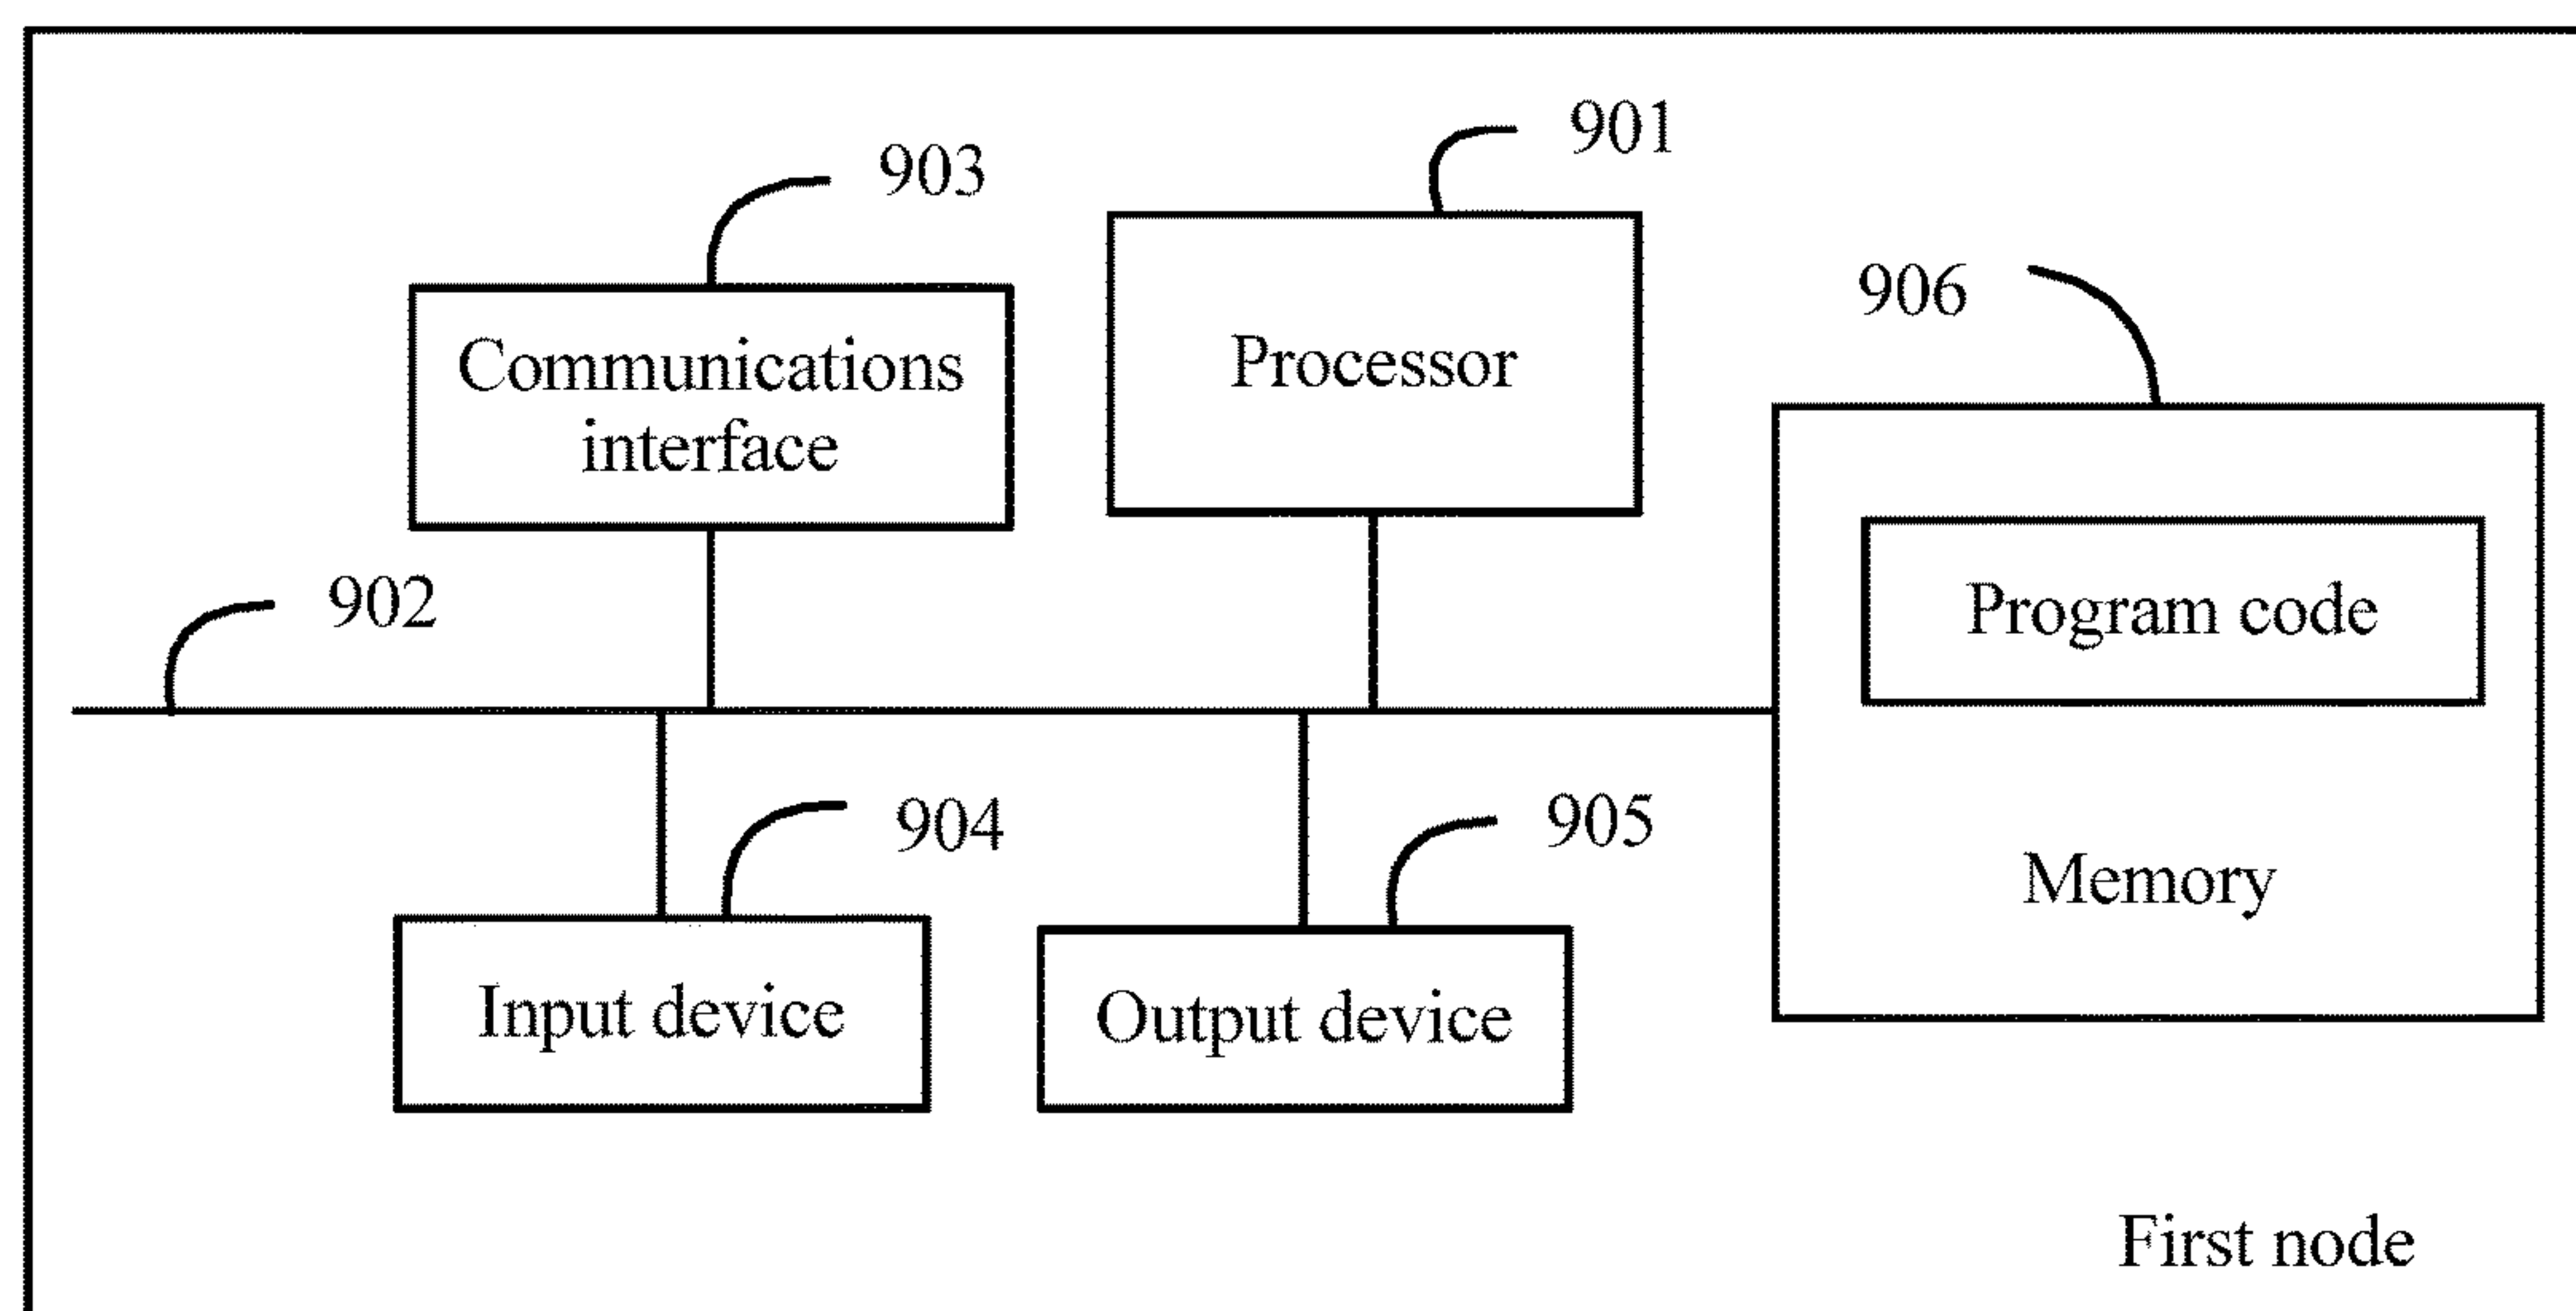 901
903
906
Communications
interface
Processor
902
Program code
904
905
Memory
Input device
Output device
First node